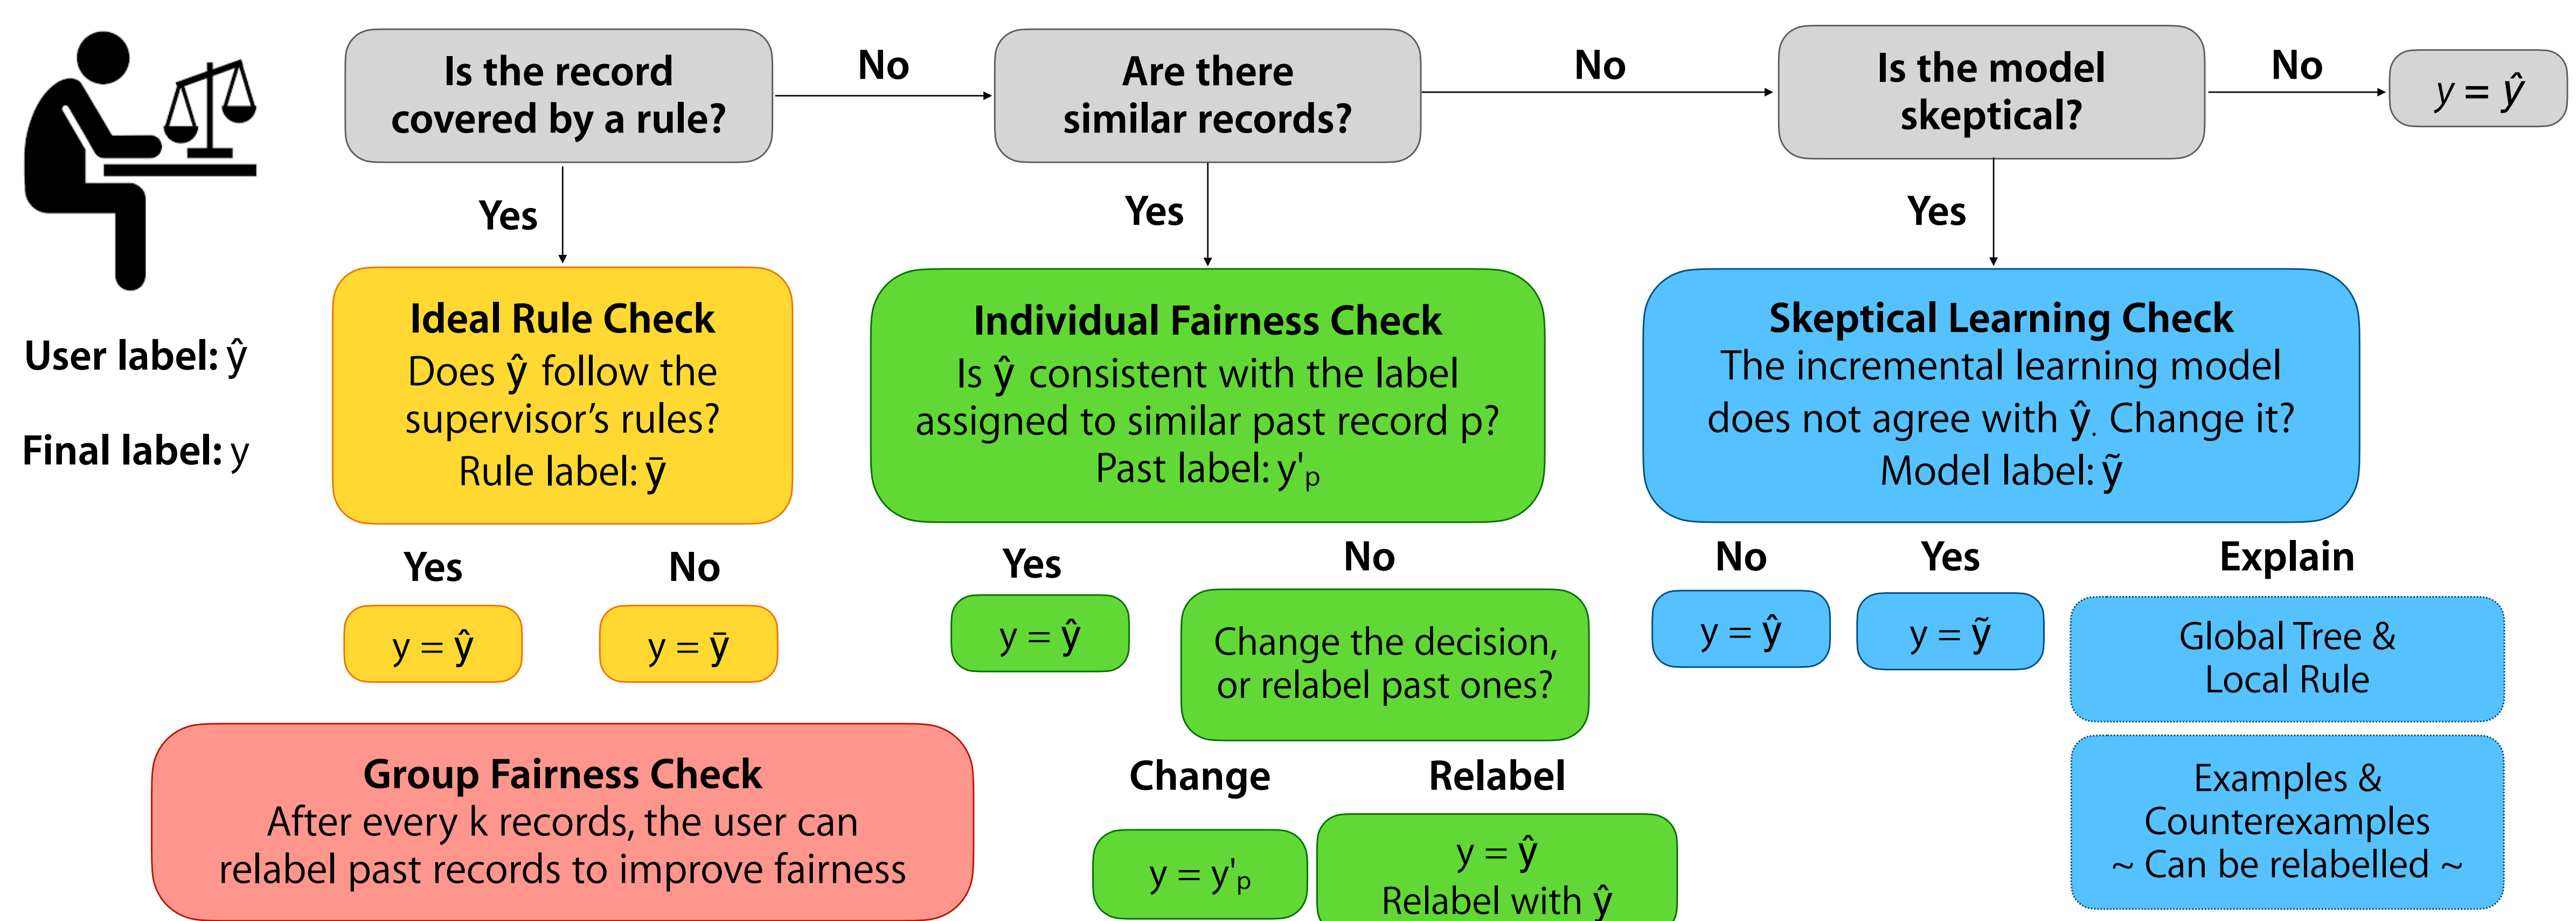 Is the record
covered by a rule?
No
Are there
similar records?
No
Is the model
skeptical?
No
y = ŷ
Yes
Yes
Yes
User label: ŷ
Final label: y
Ideal Rule Check
Does ŷ follow the
supervisor's rules?
Rule label: ȳ
Individual Fairness Check
Is ŷ consistent with the label
assigned to similar past record p?
Past label: y'ₚ
Skeptical Learning Check
The incremental learning model
does not agree with ŷ. Change it?
Model label: ỹ
Yes
No
y = ŷ
y = ȳ
Yes
No
y = ŷ
Change the decision,
or relabel past ones?
Change
Relabel
y = y'ₚ
y = ŷ
Relabel with ŷ
No
Yes
Explain
y = ŷ
y = ỹ
Global Tree &
Local Rule
Examples &
Counterexamples
~ Can be relabelled ~
Group Fairness Check
After every k records, the user can
relabel past records to improve fairness